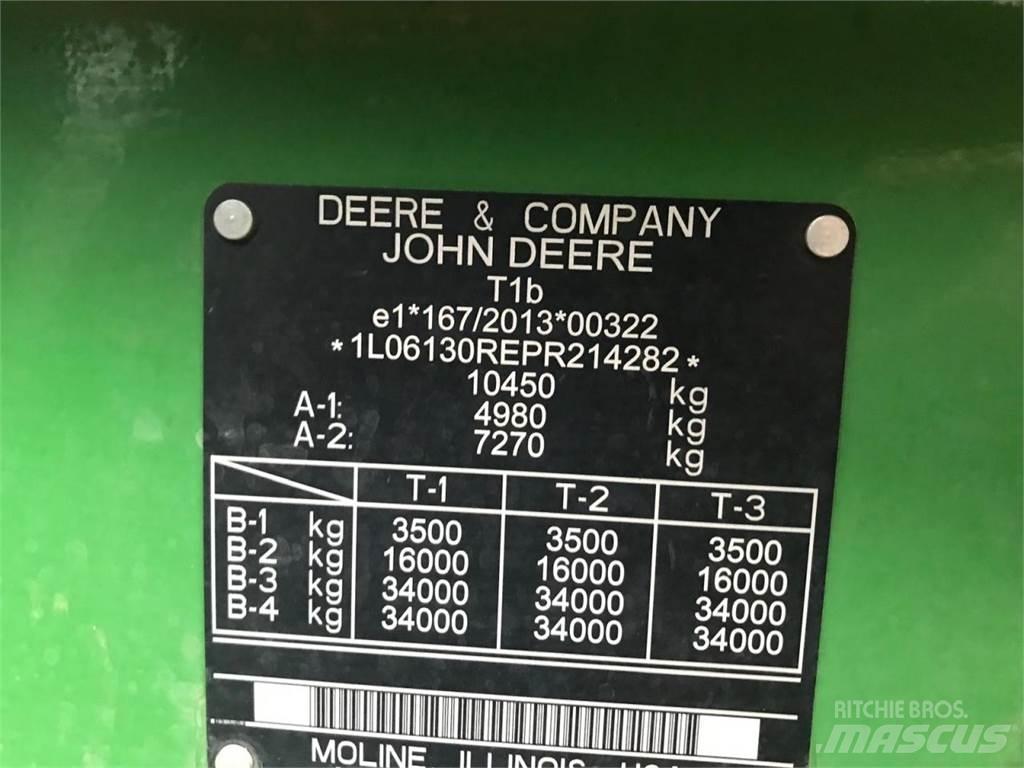 DEERE & COMPANY
JOHN DEERE
T1b
e1*167/2013*00322
*1L06130REPR214282*
10450 kg
A-1: 4980 kg
A-2: 7270 kg
T-1 T-2 T-3
B-1 kg 3500 3500 3500
B-2 kg 16000 16000 16000
B-3 kg 34000 34000 34000
B-4 kg 34000 34000 34000
MOLINE, ILLINOIS, USA
RITCHIE BROS.
MASCUS